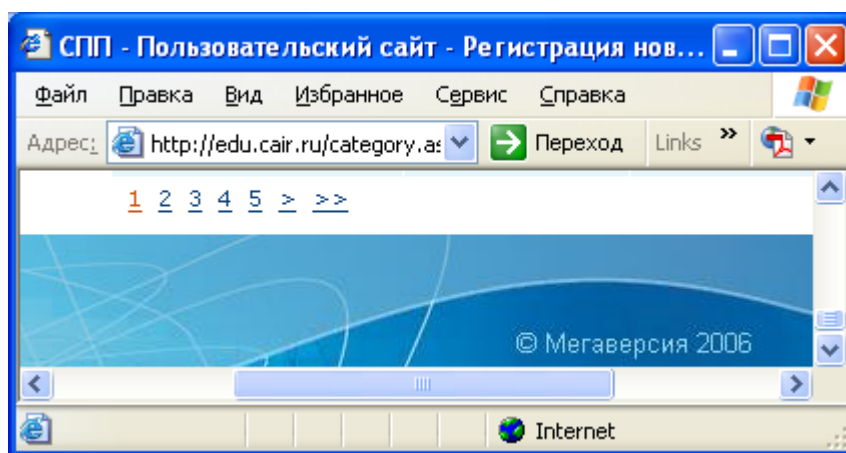 СПП - Пользовательский сайт - Регистрация нов...
Файл Правка Вид Избранное Сервис Справка
Адрес: http://edu.cair.ru/category.as Переход Links »
1 2 3 4 5 > >>
© Мегаверсия 2006
Internet